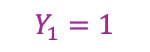 Y₁ = 1